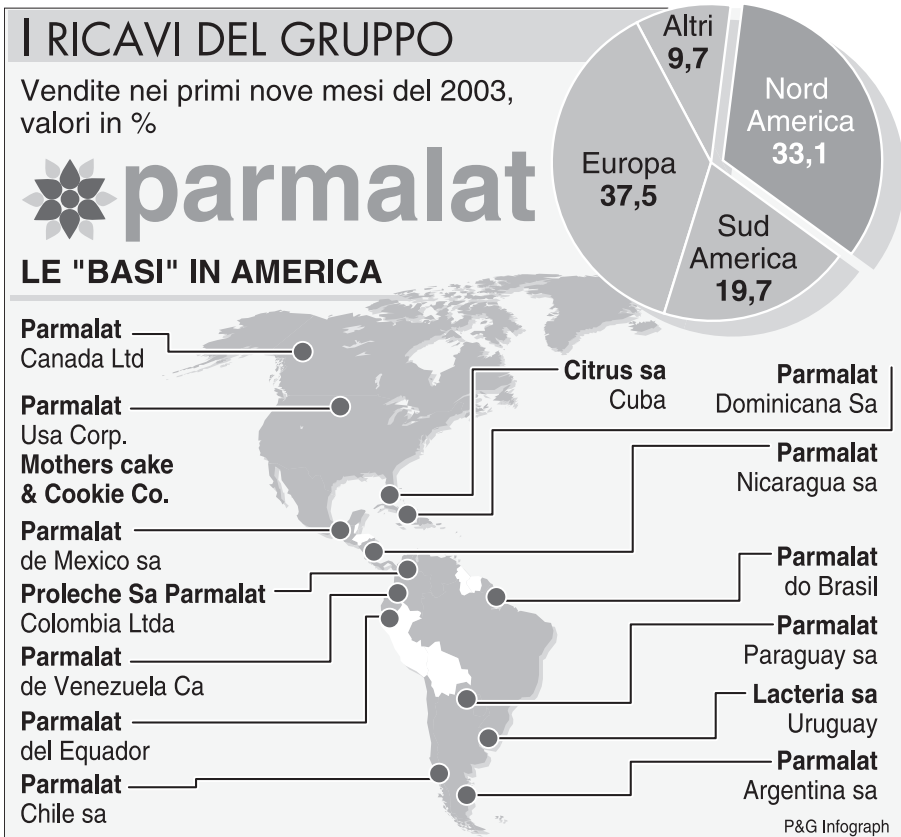 I RICAVI DEL GRUPPO
Vendite nei primi nove mesi del 2003,
valori in %
parmalat
Altri
9,7
Nord
America
33,1
Europa
37,5
Sud
America
19,7
LE "BASI" IN AMERICA
Parmalat
Canada Ltd
Parmalat
Usa Corp.
Mothers cake
& Cookie Co.
Parmalat
de Mexico sa
Proleche Sa Parmalat
Colombia Ltda
Parmalat
de Venezuela Ca
Parmalat
del Equador
Parmalat
Chile sa
Citrus sa
Cuba
Parmalat
Dominicana Sa
Parmalat
Nicaragua sa
Parmalat
do Brasil
Parmalat
Paraguay sa
Lacteria sa
Uruguay
Parmalat
Argentina sa
P&G Infograph